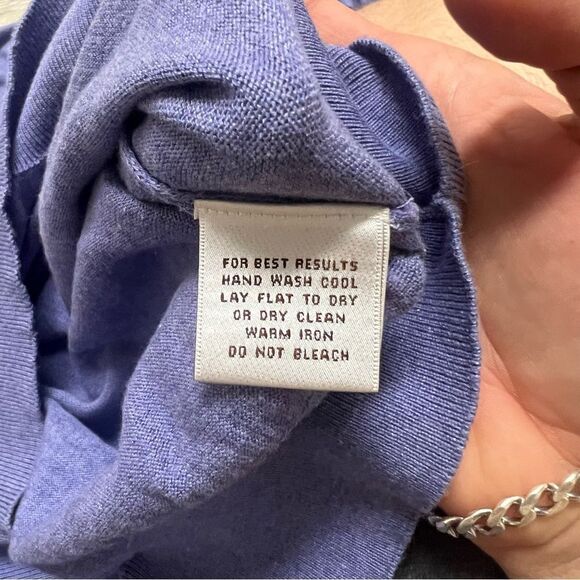 FOR BEST RESULTS
HAND WASH COOL
LAY FLAT TO DRY
OR DRY CLEAN
WARM IRON
DO NOT BLEACH